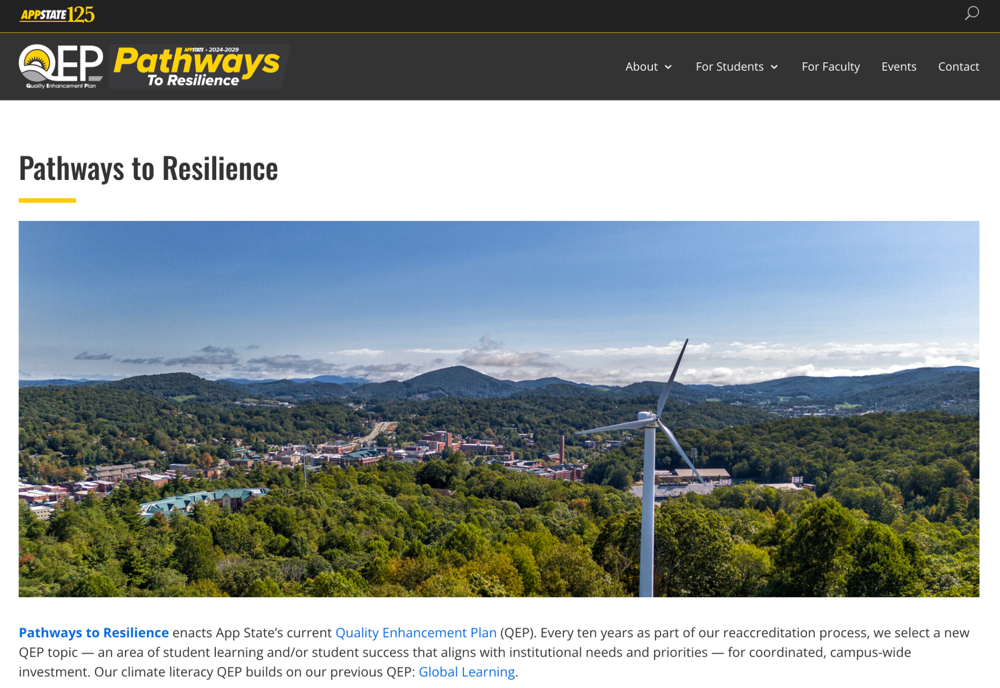 APPSTATE125
QEP
Quality Enhancement Plan
APPSTATE • 2024-2029
Pathways
To Resilience
About
For Students
For Faculty
Events
Contact
Pathways to Resilience
Pathways to Resilience enacts App State’s current Quality Enhancement Plan (QEP). Every ten years as part of our reaccreditation process, we select a new
QEP topic — an area of student learning and/or student success that aligns with institutional needs and priorities — for coordinated, campus-wide
investment. Our climate literacy QEP builds on our previous QEP: Global Learning.